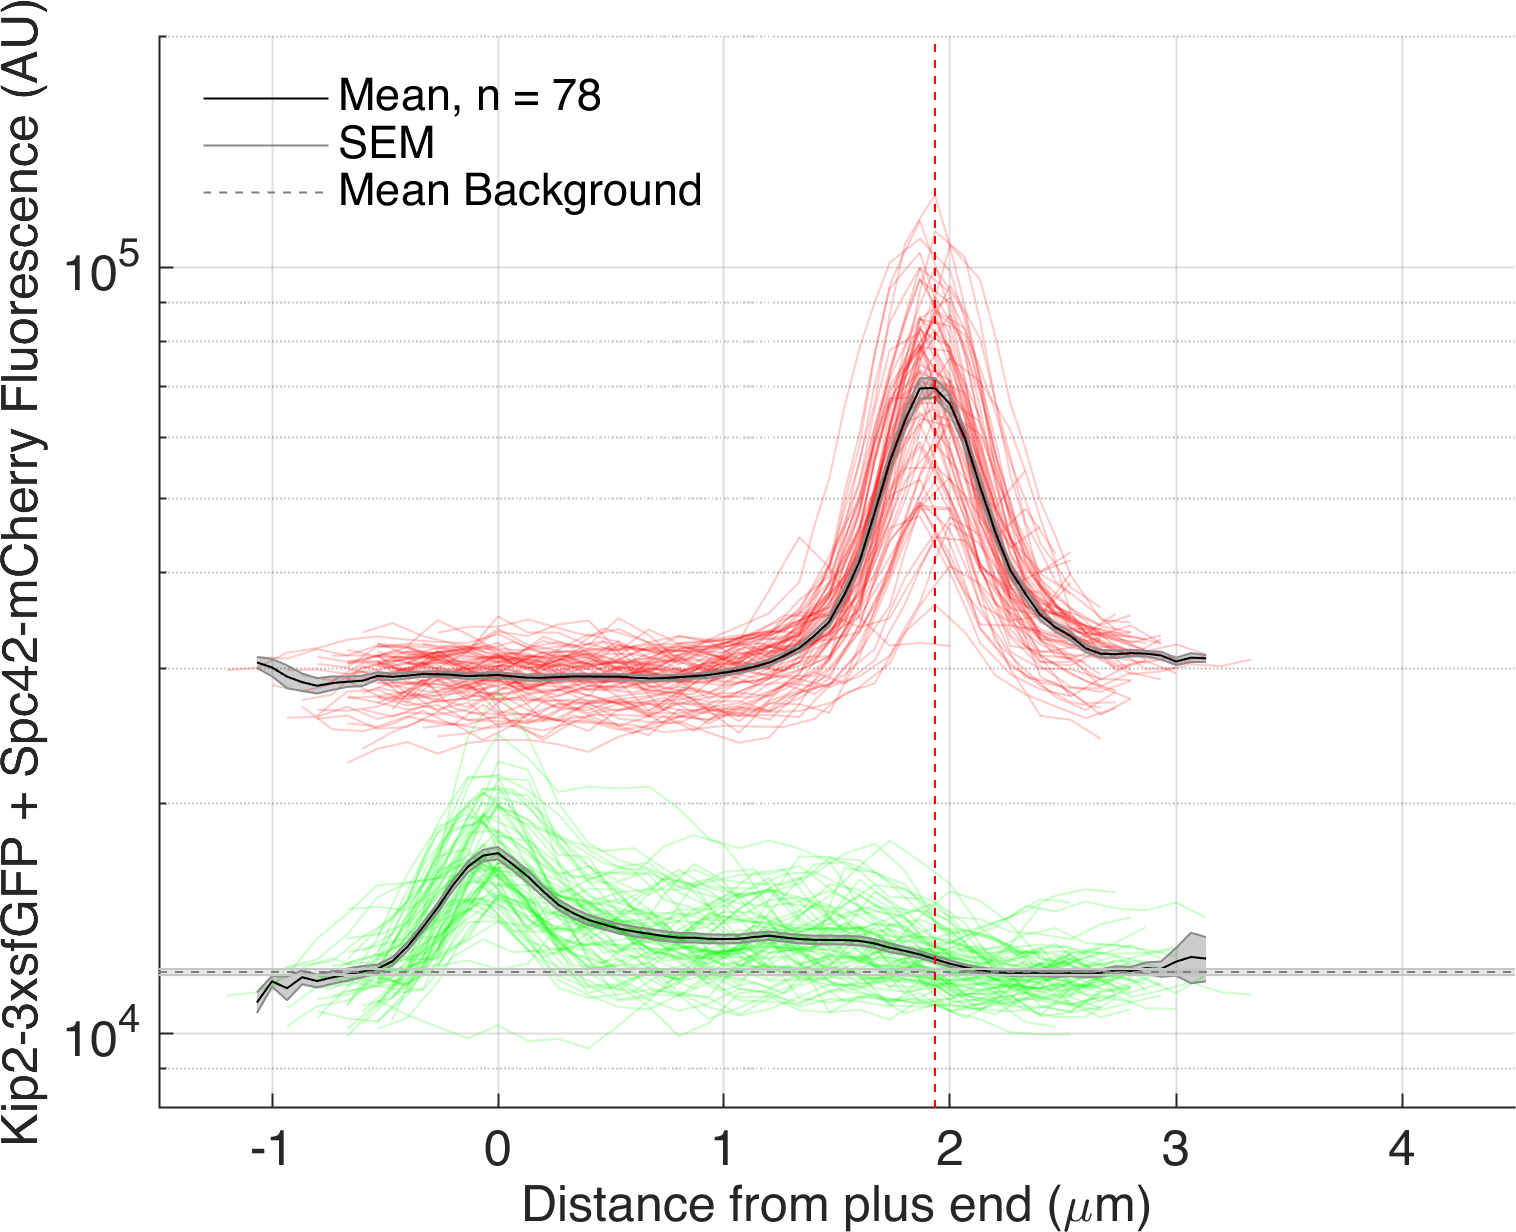 Kip2-3xsfGFP + Spc42-mCherry Fluorescence (AU)
Mean, n = 78
SEM
Mean Background
10^5
10^4
-1 0 1 2 3 4
Distance from plus end (μm)